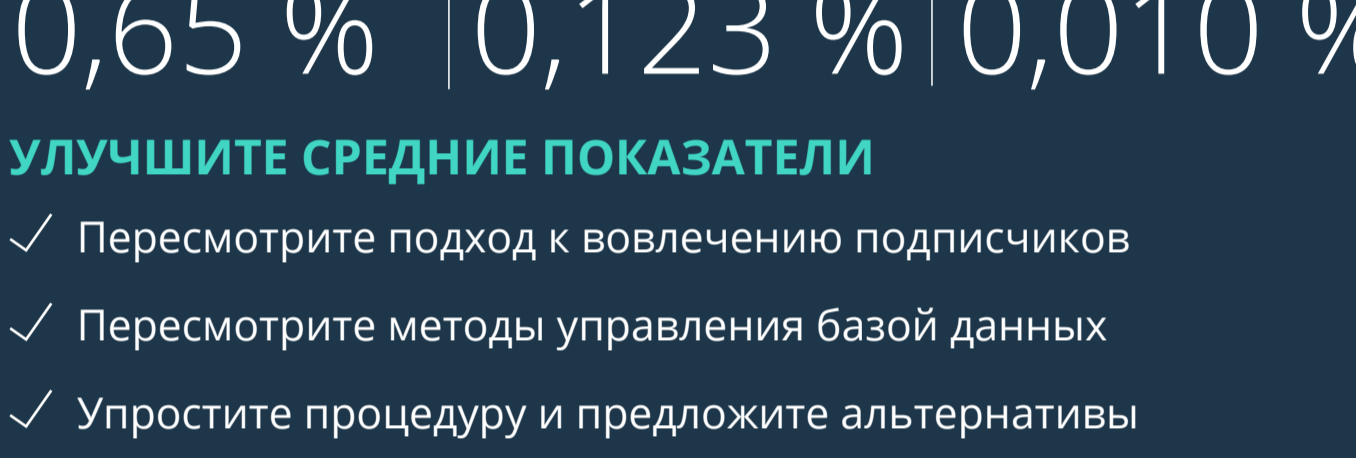 0,65 % 0,123 % 0,010 %
УЛУЧШИТЕ СРЕДНИЕ ПОКАЗАТЕЛИ
Пересмотрите подход к вовлечению подписчиков
Пересмотрите методы управления базой данных
Упростите процедуру и предложите альтернативы